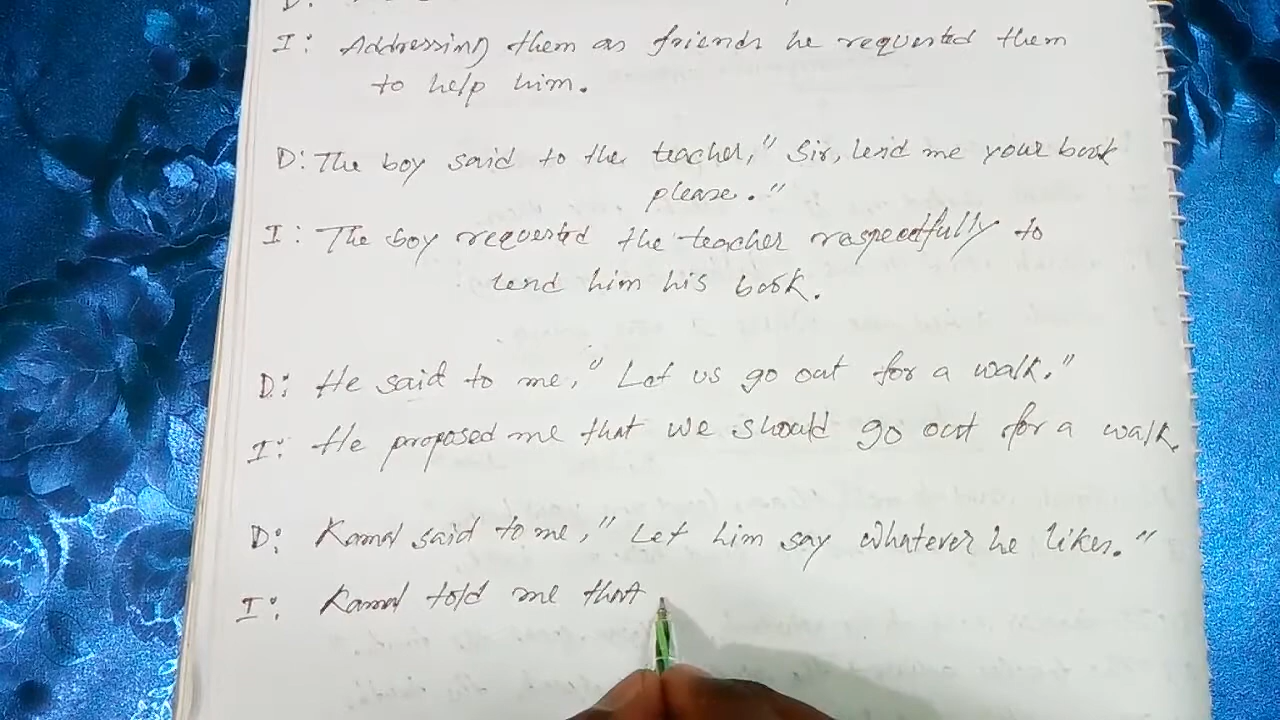 I: Addressing them as friends he requested them
to help him.
D: The boy said to the teacher," Sir, lend me your book
please."
I: The boy requested the teacher raspectfully to
lend him his book.
D: He said to me," Let us go out for a walk."
I: He proposed me that we should go out for a walk.
D: Kamal said to me," Let him say whatever he likes."
I: Kamal told me that